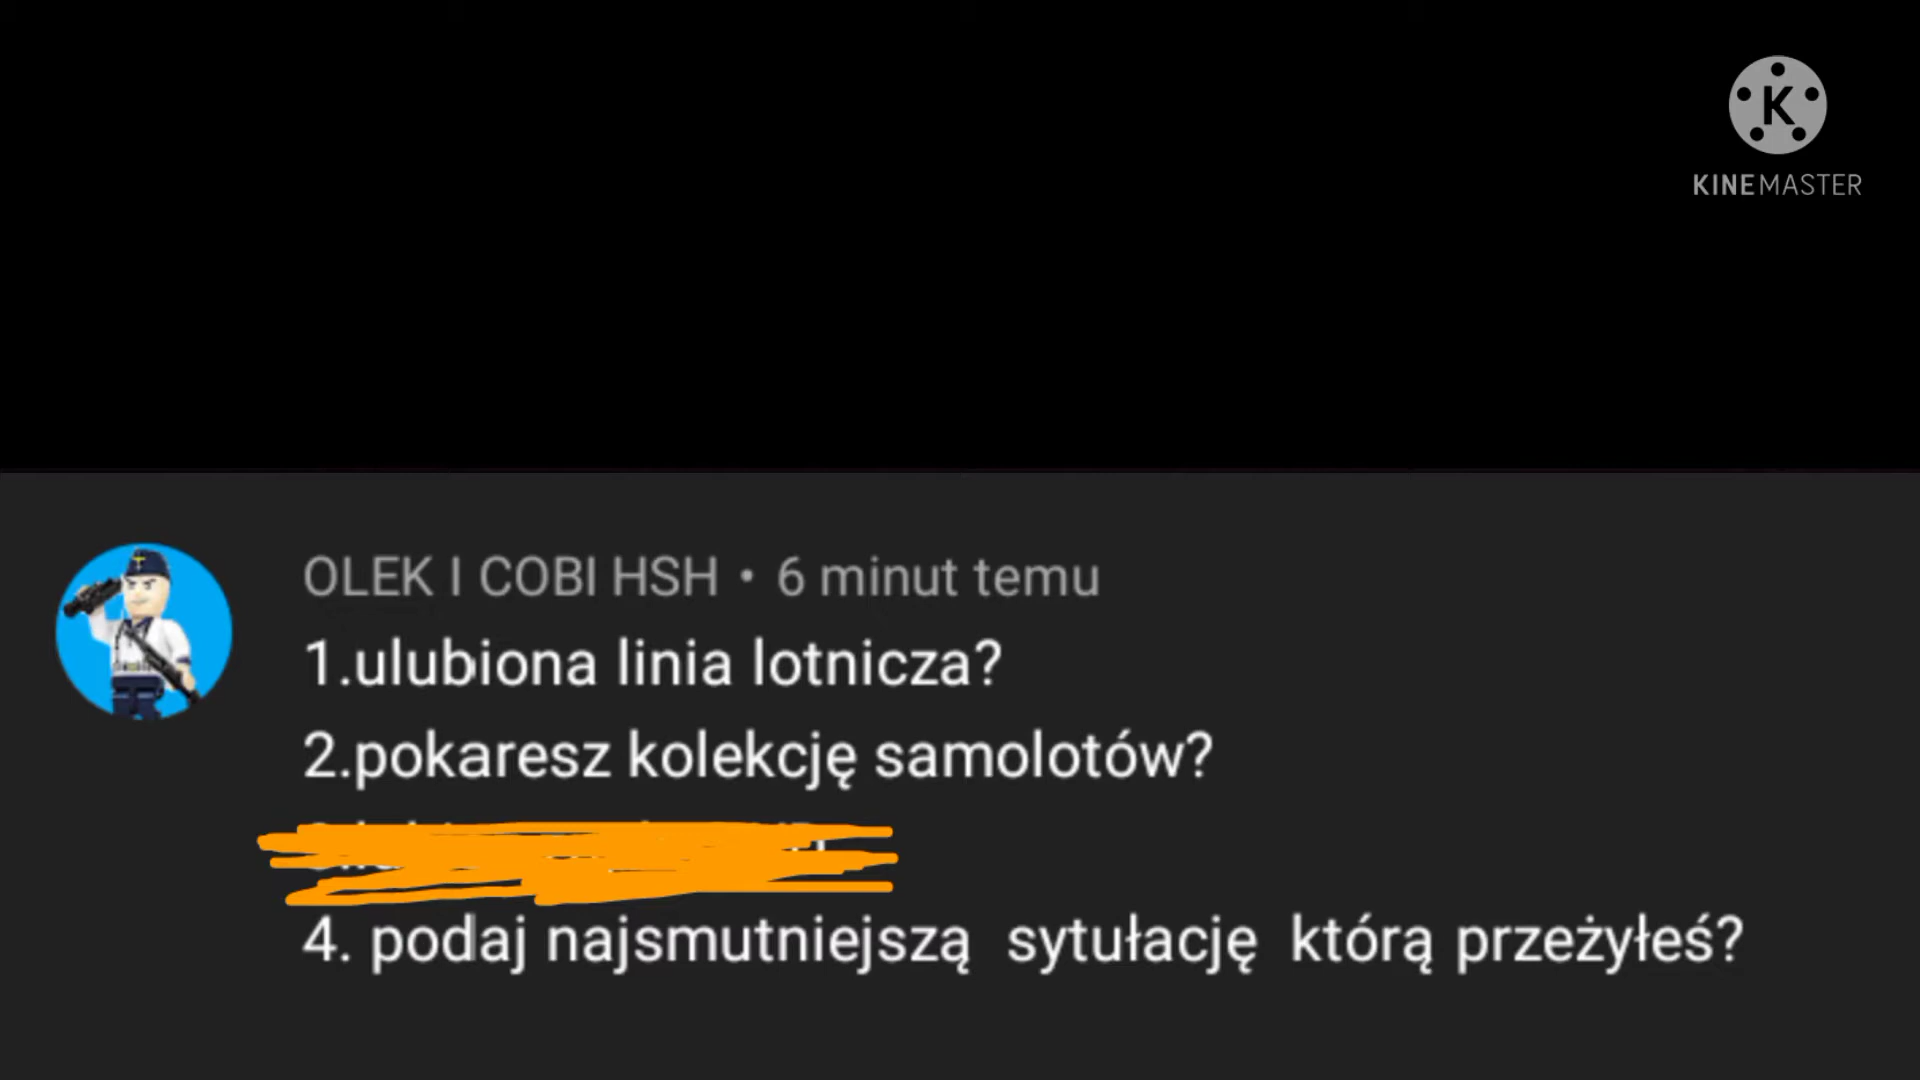 K
KINEMASTER
OLEK I COBI HSH • 6 minut temu
1.ulubiona linia lotnicza?
2.pokaresz kolekcję samolotów?
4. podaj najsmutniejszą sytułację którą przeżyłeś?